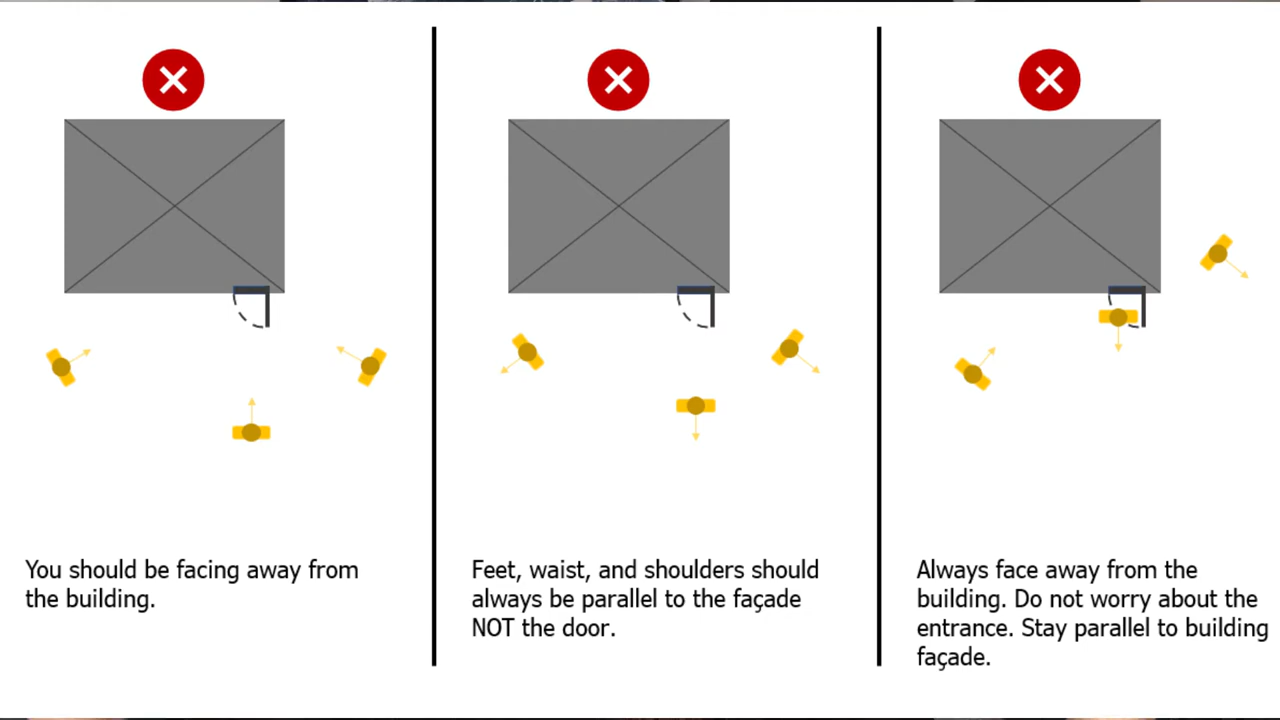 You should be facing away from
the building.
Feet, waist, and shoulders should
always be parallel to the façade
NOT the door.
Always face away from the
building. Do not worry about the
entrance. Stay parallel to building
façade.